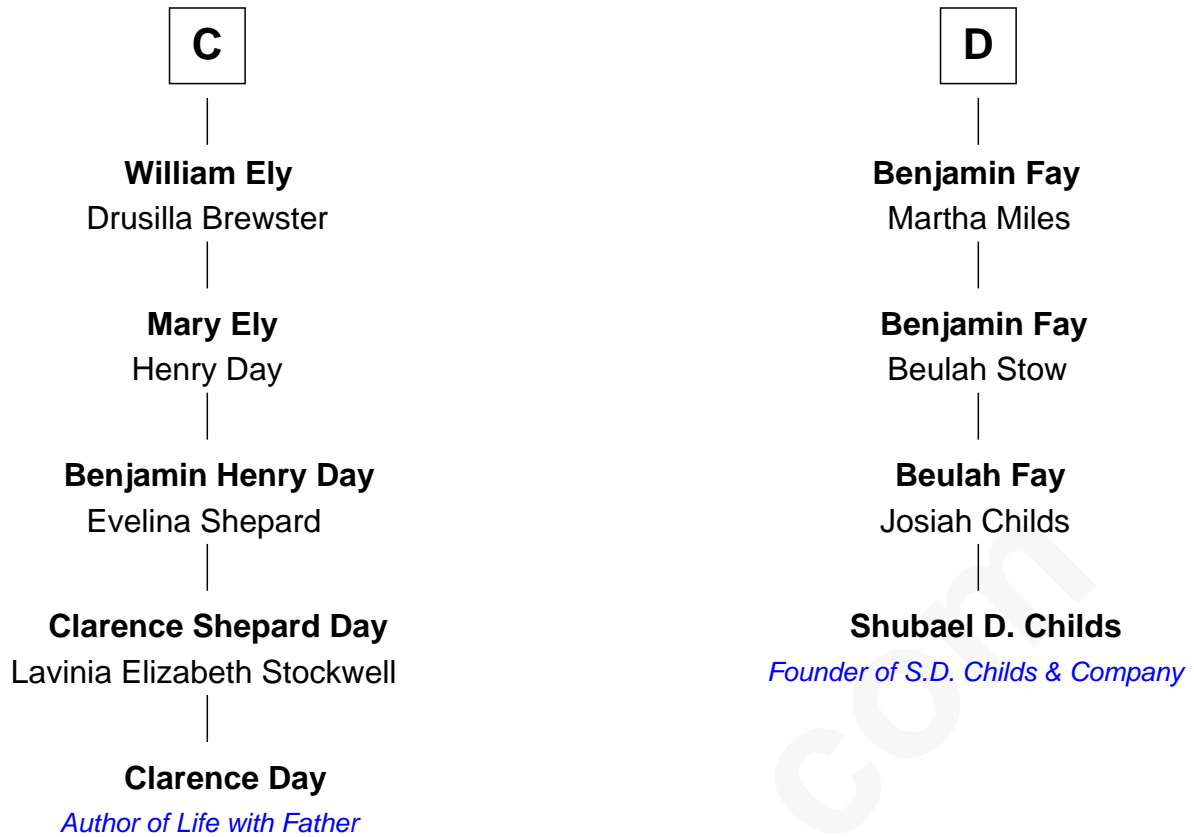 C
William Ely
Drusilla Brewster
Mary Ely
Henry Day
Benjamin Henry Day
Evelina Shepard
Clarence Shepard Day
Lavinia Elizabeth Stockwell
Clarence Day
Author of Life with Father
D
Benjamin Fay
Martha Miles
Benjamin Fay
Beulah Stow
Beulah Fay
Josiah Childs
Shubael D. Childs
Founder of S.D. Childs & Company
com